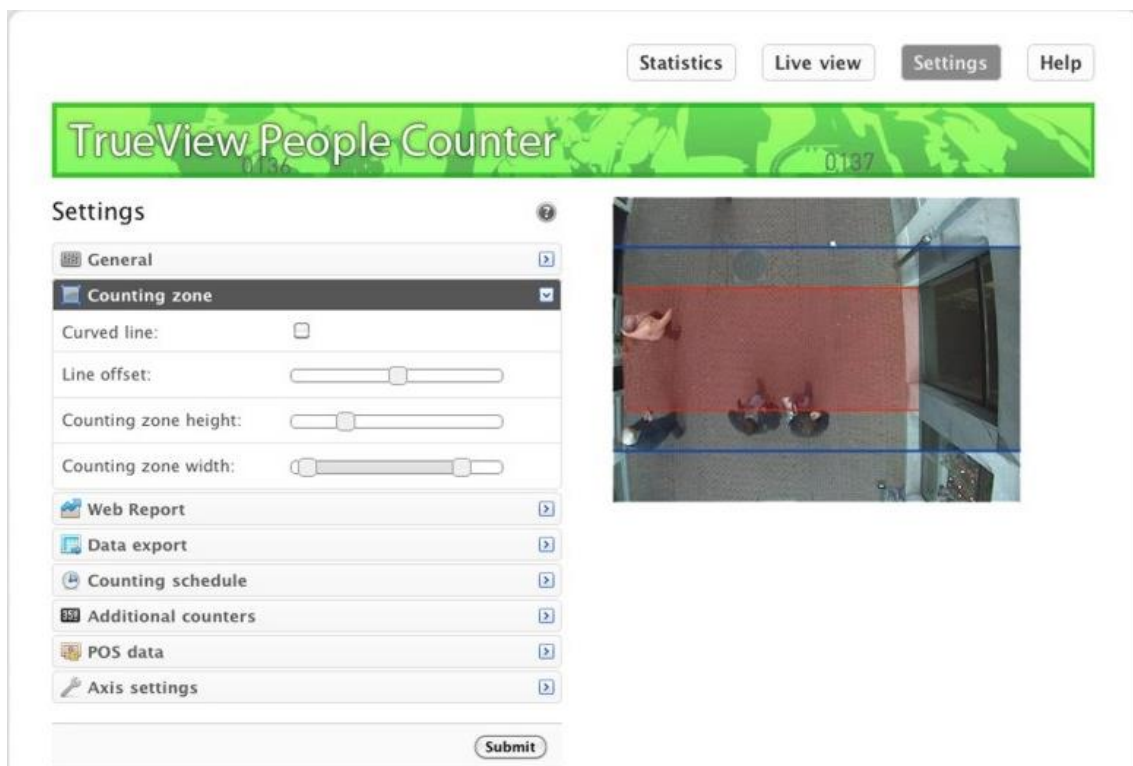 Statistics Live view Settings Help
TrueView People Counter
0136 0137
Settings
General
Counting zone
Curved line:
Line offset:
Counting zone height:
Counting zone width:
Web Report
Data export
Counting schedule
Additional counters
POS data
Axis settings
Submit